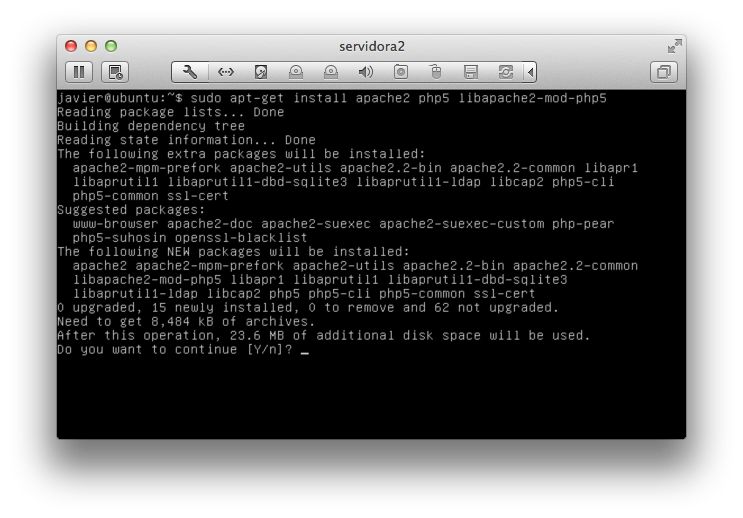 servidora2
javier@ubuntu:~$ sudo apt-get install apache2 php5 libapache2-mod-php5
Reading package lists... Done
Building dependency tree
Reading state information... Done
The following extra packages will be installed:
  apache2-mpm-prefork apache2-utils apache2.2-bin apache2.2-common libapr1
  libaprutil1 libaprutil1-dbd-sqlite3 libaprutil1-ldap libcap2 php5-cli
  php5-common ssl-cert
Suggested packages:
  www-browser apache2-doc apache2-suexec apache2-suexec-custom php-pear
  php5-suhosin openssl-blacklist
The following NEW packages will be installed:
  apache2 apache2-mpm-prefork apache2-utils apache2.2-bin apache2.2-common
  libapache2-mod-php5 libapr1 libaprutil1 libaprutil1-dbd-sqlite3
  libaprutil1-ldap libcap2 php5 php5-cli php5-common ssl-cert
0 upgraded, 15 newly installed, 0 to remove and 62 not upgraded.
Need to get 8,484 kB of archives.
After this operation, 23.6 MB of additional disk space will be used.
Do you want to continue [Y/n]? _